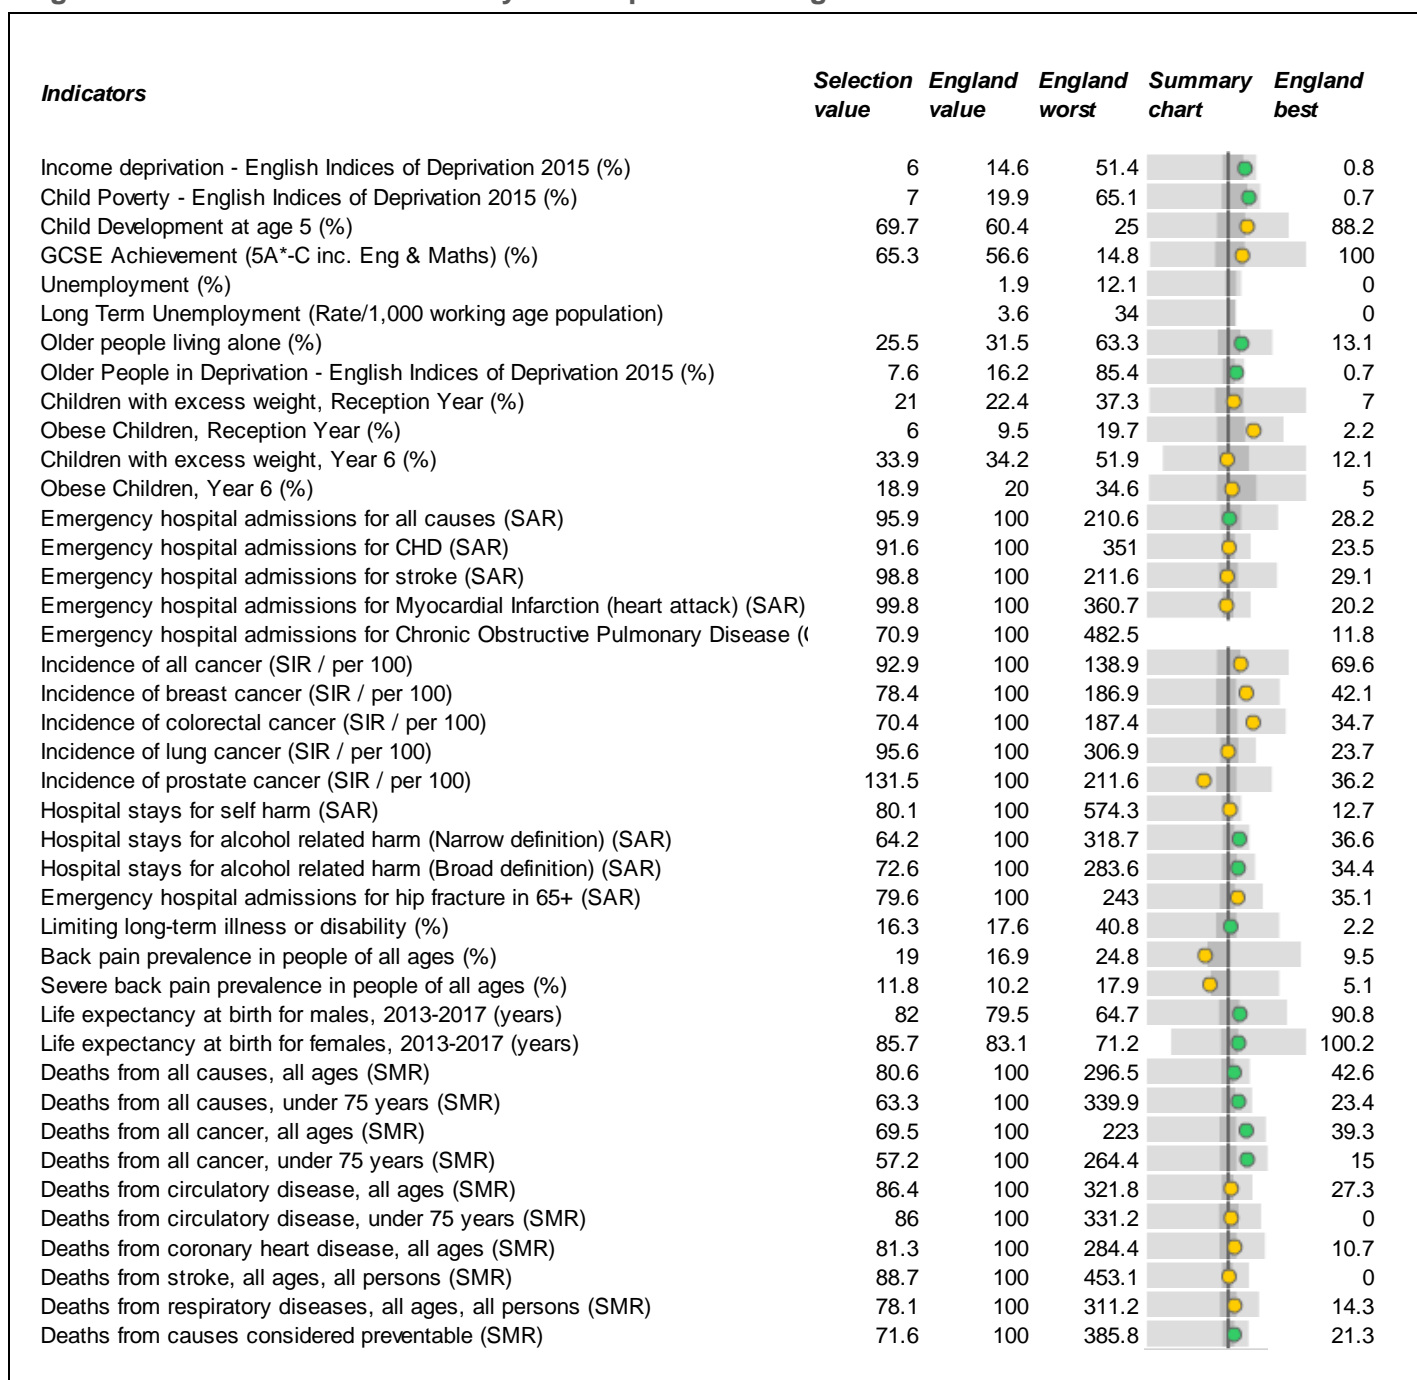 Indicators Selection value England value England worst Summary chart England best
Income deprivation - English Indices of Deprivation 2015 (%) 6 14.6 51.4 0.8
Child Poverty - English Indices of Deprivation 2015 (%) 7 19.9 65.1 0.7
Child Development at age 5 (%) 69.7 60.4 25 88.2
GCSE Achievement (5A*-C inc. Eng & Maths) (%) 65.3 56.6 14.8 100
Unemployment (%) 1.9 12.1 0
Long Term Unemployment (Rate/1,000 working age population) 3.6 34 0
Older people living alone (%) 25.5 31.5 63.3 13.1
Older People in Deprivation - English Indices of Deprivation 2015 (%) 7.6 16.2 85.4 0.7
Children with excess weight, Reception Year (%) 21 22.4 37.3 7
Obese Children, Reception Year (%) 6 9.5 19.7 2.2
Children with excess weight, Year 6 (%) 33.9 34.2 51.9 12.1
Obese Children, Year 6 (%) 18.9 20 34.6 5
Emergency hospital admissions for all causes (SAR) 95.9 100 210.6 28.2
Emergency hospital admissions for CHD (SAR) 91.6 100 351 23.5
Emergency hospital admissions for stroke (SAR) 98.8 100 211.6 29.1
Emergency hospital admissions for Myocardial Infarction (heart attack) (SAR) 99.8 100 360.7 20.2
Emergency hospital admissions for Chronic Obstructive Pulmonary Disease ( 70.9 100 482.5 11.8
Incidence of all cancer (SIR / per 100) 92.9 100 138.9 69.6
Incidence of breast cancer (SIR / per 100) 78.4 100 186.9 42.1
Incidence of colorectal cancer (SIR / per 100) 70.4 100 187.4 34.7
Incidence of lung cancer (SIR / per 100) 95.6 100 306.9 23.7
Incidence of prostate cancer (SIR / per 100) 131.5 100 211.6 36.2
Hospital stays for self harm (SAR) 80.1 100 574.3 12.7
Hospital stays for alcohol related harm (Narrow definition) (SAR) 64.2 100 318.7 36.6
Hospital stays for alcohol related harm (Broad definition) (SAR) 72.6 100 283.6 34.4
Emergency hospital admissions for hip fracture in 65+ (SAR) 79.6 100 243 35.1
Limiting long-term illness or disability (%) 16.3 17.6 40.8 2.2
Back pain prevalence in people of all ages (%) 19 16.9 24.8 9.5
Severe back pain prevalence in people of all ages (%) 11.8 10.2 17.9 5.1
Life expectancy at birth for males, 2013-2017 (years) 82 79.5 64.7 90.8
Life expectancy at birth for females, 2013-2017 (years) 85.7 83.1 71.2 100.2
Deaths from all causes, all ages (SMR) 80.6 100 296.5 42.6
Deaths from all causes, under 75 years (SMR) 63.3 100 339.9 23.4
Deaths from all cancer, all ages (SMR) 69.5 100 223 39.3
Deaths from all cancer, under 75 years (SMR) 57.2 100 264.4 15
Deaths from circulatory disease, all ages (SMR) 86.4 100 321.8 27.3
Deaths from circulatory disease, under 75 years (SMR) 86 100 331.2 0
Deaths from coronary heart disease, all ages (SMR) 81.3 100 284.4 10.7
Deaths from stroke, all ages, all persons (SMR) 88.7 100 453.1 0
Deaths from respiratory diseases, all ages, all persons (SMR) 78.1 100 311.2 14.3
Deaths from causes considered preventable (SMR) 71.6 100 385.8 21.3